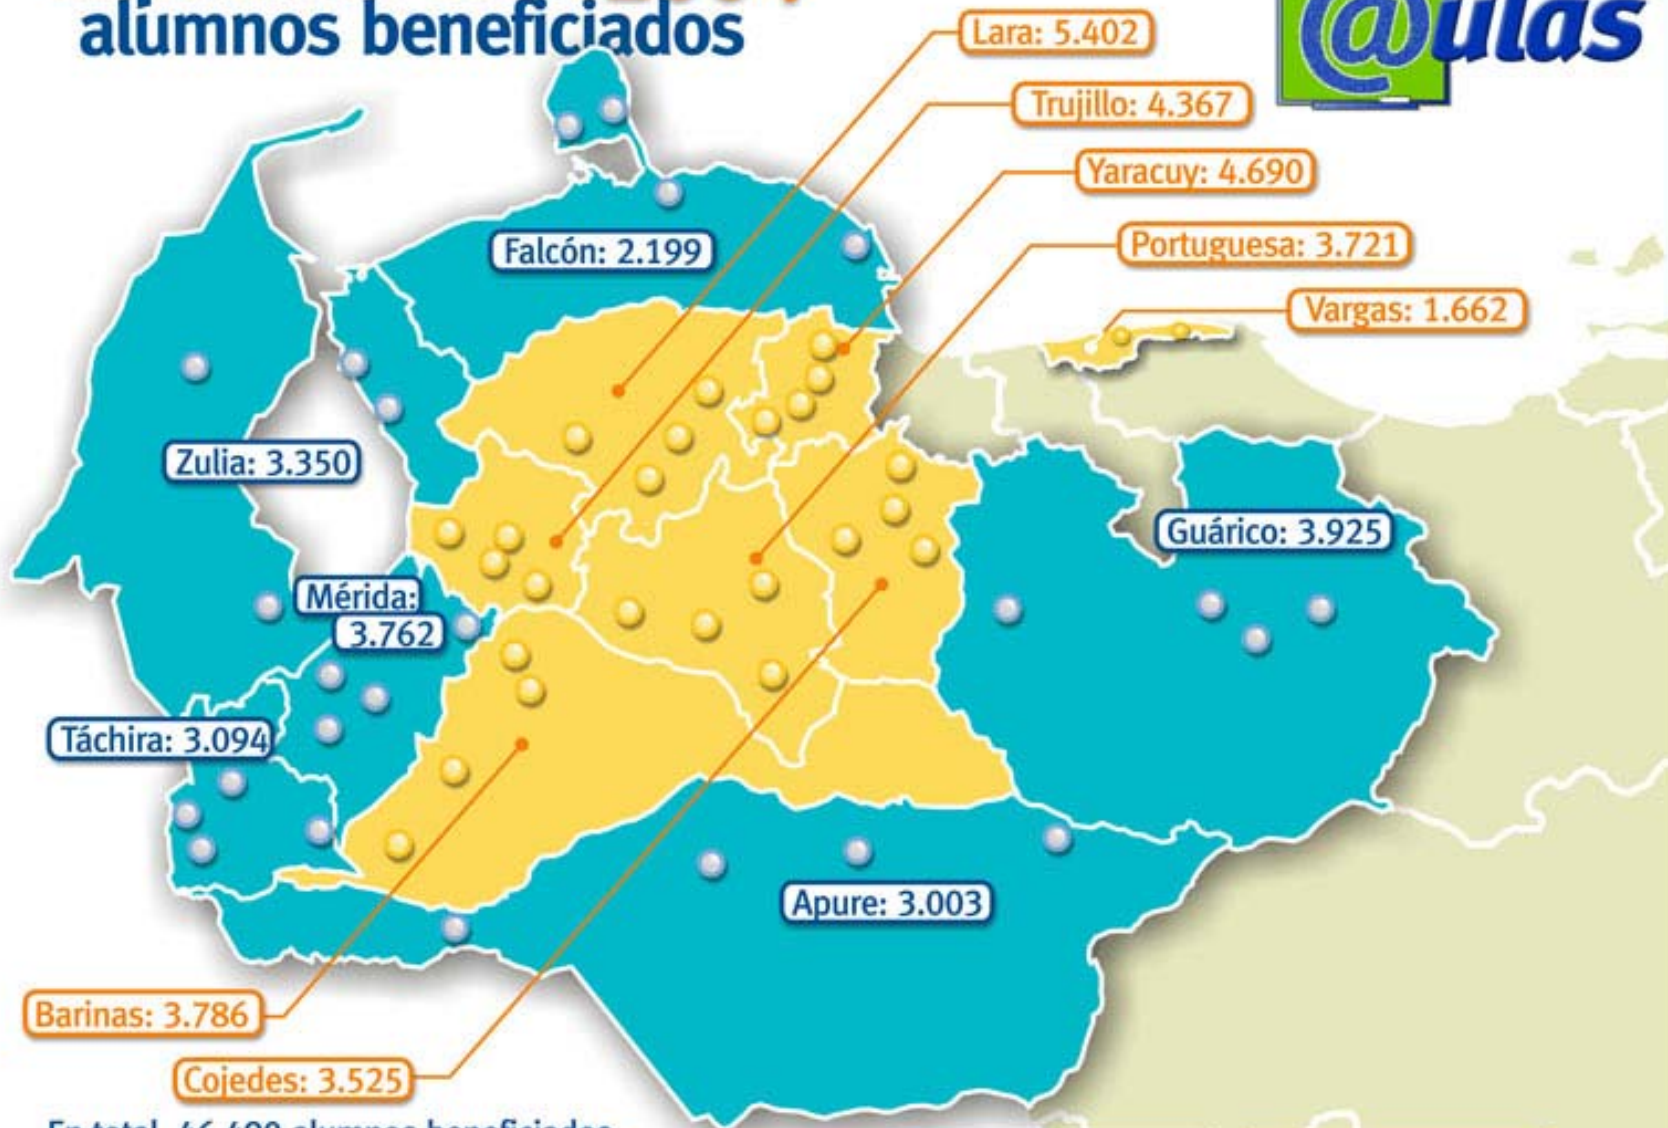 alumnos beneficiados
@ulas
Lara: 5.402
Trujillo: 4.367
Yaracuy: 4.690
Portuguesa: 3.721
Vargas: 1.662
Falcón: 2.199
Zulia: 3.350
Guárico: 3.925
Mérida:
3.762
Táchira: 3.094
Apure: 3.003
Barinas: 3.786
Cojedes: 3.525
alumnos beneficiados